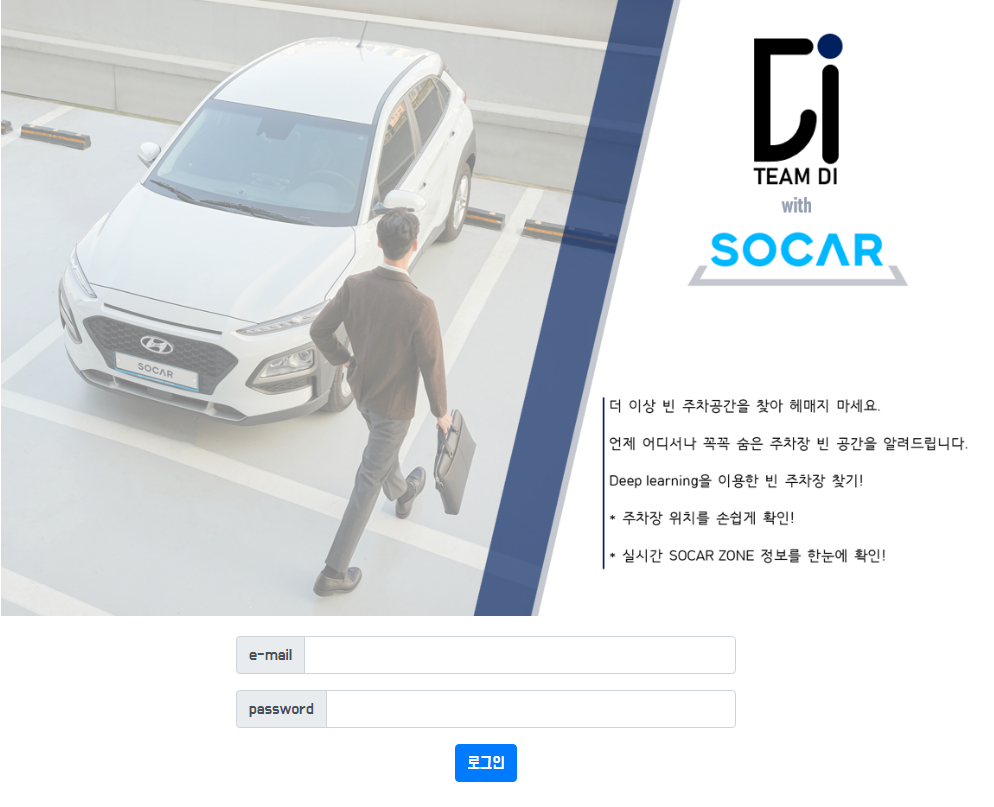 Di
TEAM DI
with
SOCAR
SOCAR
더 이상 빈 주차공간을 찾아 헤매지 마세요.
언제 어디서나 꼭꼭 숨은 주차장 빈 공간을 알려드립니다.
Deep learning을 이용한 빈 주차장 찾기!
* 주차장 위치를 손쉽게 확인!
* 실시간 SOCAR ZONE 정보를 한눈에 확인!
e-mail
password
로그인